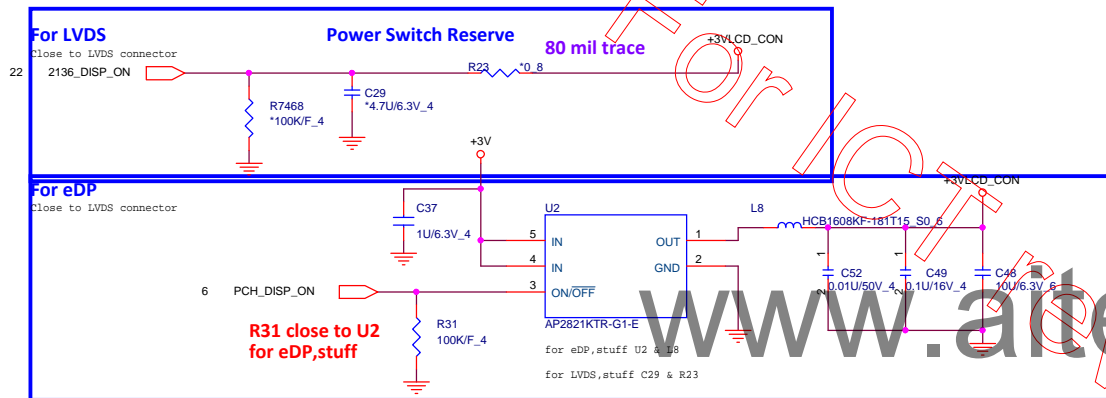 For LVDS
Close to LVDS connector
Power Switch Reserve
80 mil trace
+3VLCD_CON
22 2136_DISP_ON
R23 *0_8
R7468
*100K/F_4
C29
*4.7U/6.3V_4
+3V
For eDP
Close to LVDS connector
+3VLCD_CON
C37
1U/6.3V_4
U2
L8
HCB1608KF-181T15_S0_6
5 IN
OUT 1
4 IN
GND 2
3 ON/OFF
AP2821KTR-G1-E
6 PCH_DISP_ON
R31
100K/F_4
R31 close to U2
for eDP,stuff
1
C52
0.01U/50V_4
2
1
C49
0.1U/16V_4
2
C48
10U/6.3V_6
for eDP,stuff U2 & L8
for LVDS,stuff C29 & R23
www.aite
For ICT rep